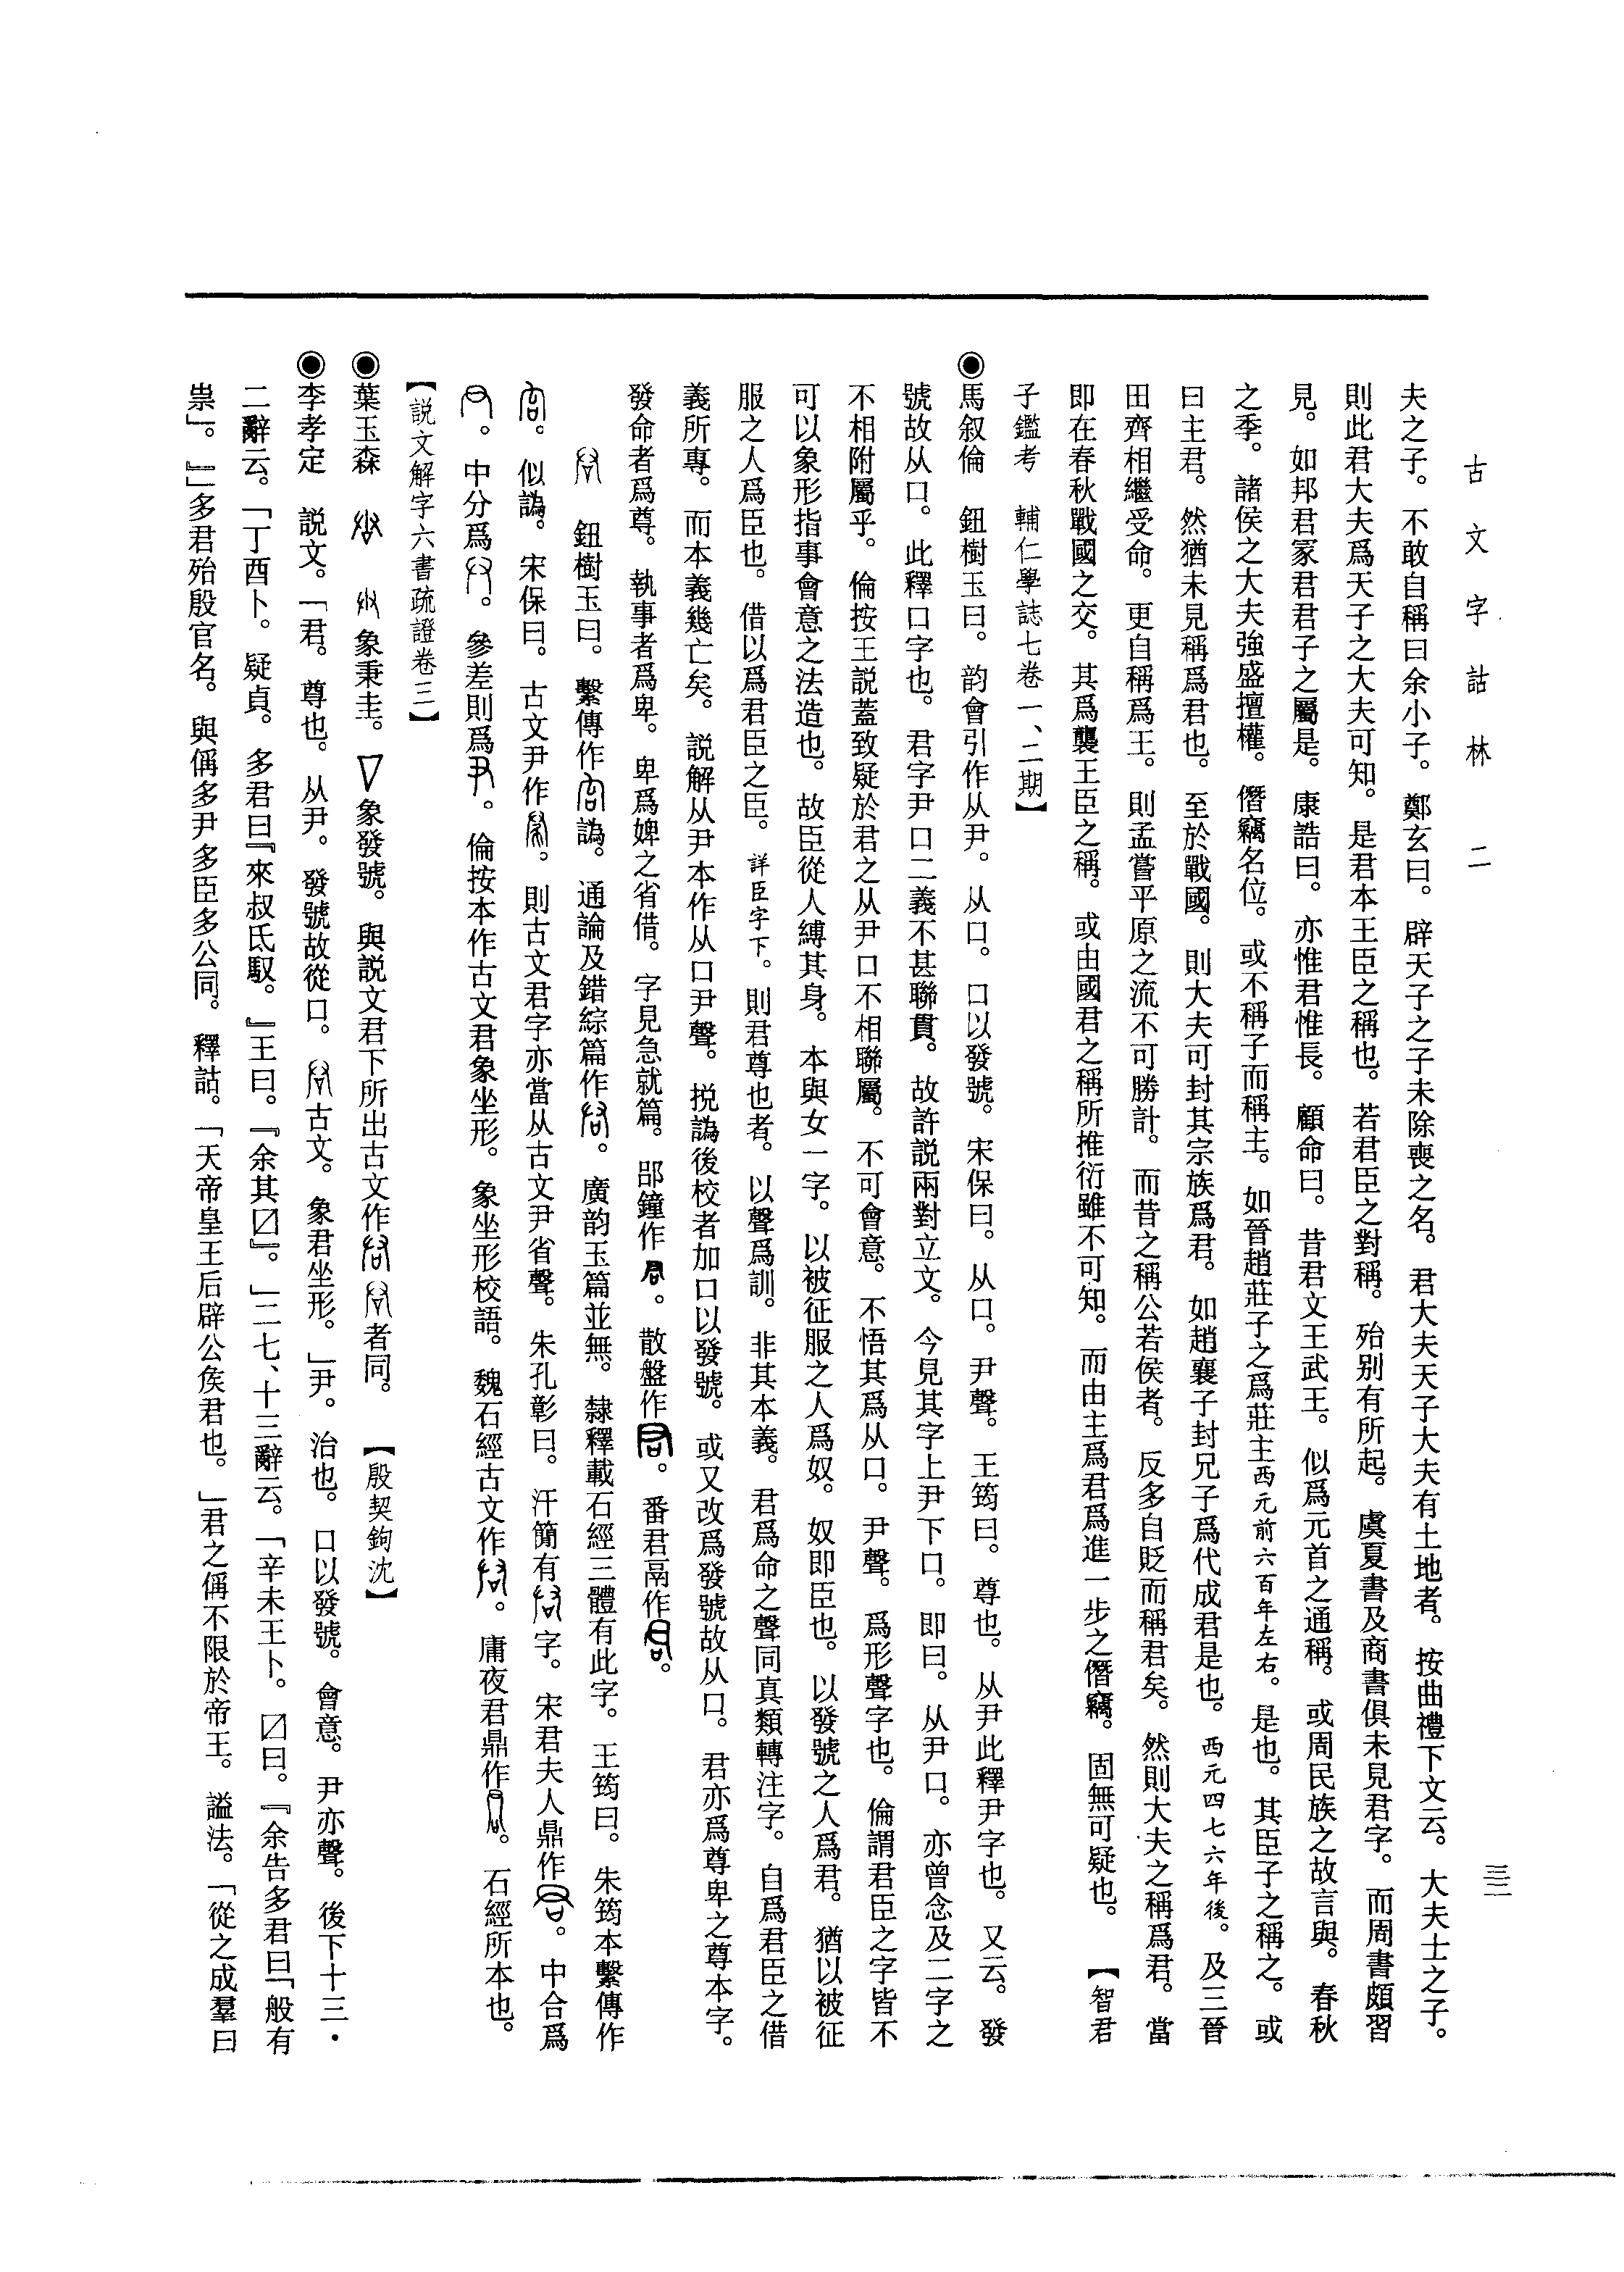 古文字詁林 二
三二
夫之子。不敢自稱曰余小子。鄭玄曰。辟天子之子未除喪之名。君大夫天子大夫有土地者。按曲禮下文云。大夫士之子。
則此君大夫爲天子之大夫可知。是君本王臣之稱也。若君臣之對稱。殆别有所起。虞夏書及商書俱未見君字。而周書頗習
見。如邦君冢君君子之屬是。康誥曰。亦惟君惟長。顧命曰。昔君文王武王。似爲元首之通稱。或周民族之故言與。春秋
之季。諸侯之大夫強盛擅權。僭竊名位。或不稱子而稱主。如晉趙莊子之爲莊主西元前六百年左右。是也。其臣子之稱之。或
曰主君。然猶未見稱爲君也。至於戰國。則大夫可封其宗族爲君。如趙襄子封兄子爲代成君是也。西元四七六年後。及三晉
田齊相繼受命。更自稱爲王。則孟嘗平原之流不可勝計。而昔之稱公若侯者。反多自貶而稱君矣。然則大夫之稱爲君。當
即在春秋戰國之交。其爲襲王臣之稱。或由國君之稱所推衍雖不可知。而由主爲君爲進一步之僭竊。固無可疑也。【智君
子鑑考 輔仁學誌七卷一、二期】
◉馬叙倫 鈕樹玉曰。韵會引作从尹。从口。口以發號。宋保曰。从口。尹聲。王筠曰。尊也。从尹此釋尹字也。又云。發
號故从口。此釋口字也。君字尹口二義不甚聯貫。故許説兩對立文。今見其字上尹下口。即曰。从尹口。亦曾念及二字之
不相附屬乎。倫按王説蓋致疑於君之从尹口不相聯屬。不可會意。不悟其爲从口。尹聲。爲形聲字也。倫謂君臣之字皆不
可以象形指事會意之法造也。故臣從人縛其身。本與女一字。以被征服之人爲奴。奴即臣也。以發號之人爲君。猶以被征
服之人爲臣也。借以爲君臣之臣。詳臣字下。則君尊也者。以聲爲訓。非其本義。君爲命之聲同真類轉注字。自爲君臣之借
義所專。而本義幾亡矣。説解从尹本作从口尹聲。挩譌後校者加口以發號。或又改爲發號故从口。君亦爲尊卑之尊本字。
發命者爲尊。執事者爲卑。卑爲婢之省借。字見急就篇。邵鐘作。散盤作。番君鬲作。
鈕樹玉曰。繫傳作譌。通論及錯綜篇作。廣韵玉篇並無。隸釋載石經三體有此字。王筠曰。朱筠本繫傳作
。似譌。宋保曰。古文尹作。則古文君字亦當从古文尹省聲。朱孔彰曰。汗簡有字。宋君夫人鼎作。中合爲
。中分爲。參差則爲。倫按本作古文君象坐形。象坐形校語。魏石經古文作。庸夜君鼎作。石經所本也。
【説文解字六書疏證卷三】
◉葉玉森 象秉圭。▽象發號。與説文君下所出古文作者同。【殷契鉤沈】
◉李孝定 説文。「君。尊也。从尹。發號故從口。古文。象君坐形。」尹。治也。口以發號。會意。尹亦聲。後下十三·
二辭云。「丁酉卜。疑貞。多君曰『來叔氐馭。』王曰。『余其〼』。」二七、十三辭云。「辛未王卜。〼曰。『余告多君曰「般有
祟」。』」多君殆殷官名。與偁多尹多臣多公同。釋詁。「天帝皇王后辟公矦君也。」君之偁不限於帝王。謚法。「從之成羣曰